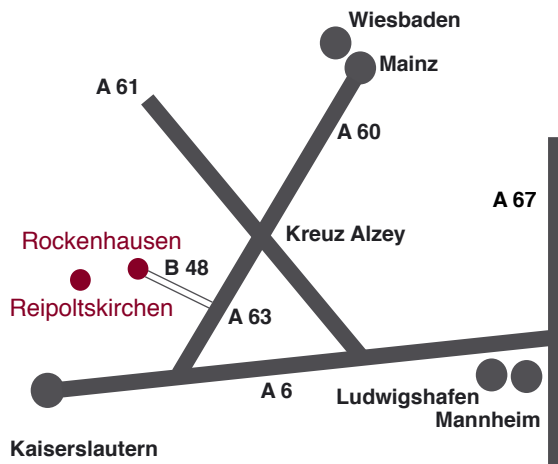 Wiesbaden
Mainz
A 61
A 60
A 67
Kreuz Alzey
Rockenhausen
B 48
Reipoltskirchen
A 63
A 6
Ludwigshafen
Mannheim
Kaiserslautern